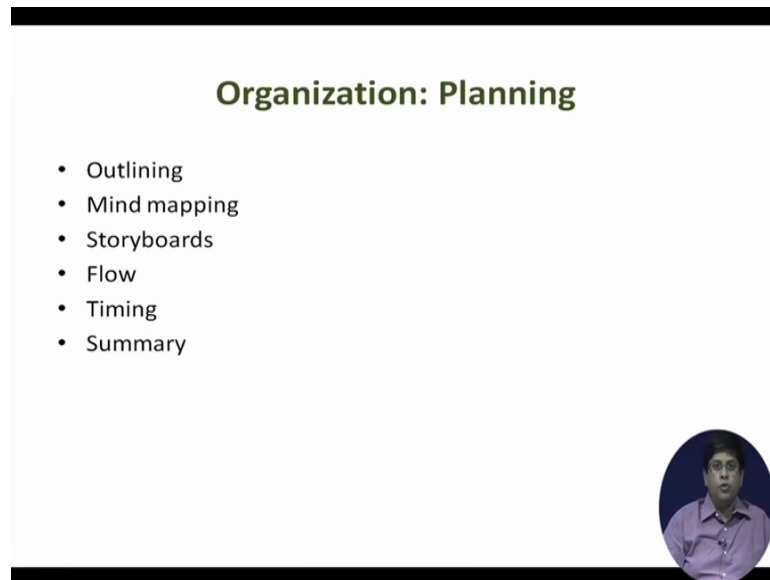 Organization: Planning
• Outlining
• Mind mapping
• Storyboards
• Flow
• Timing
• Summary